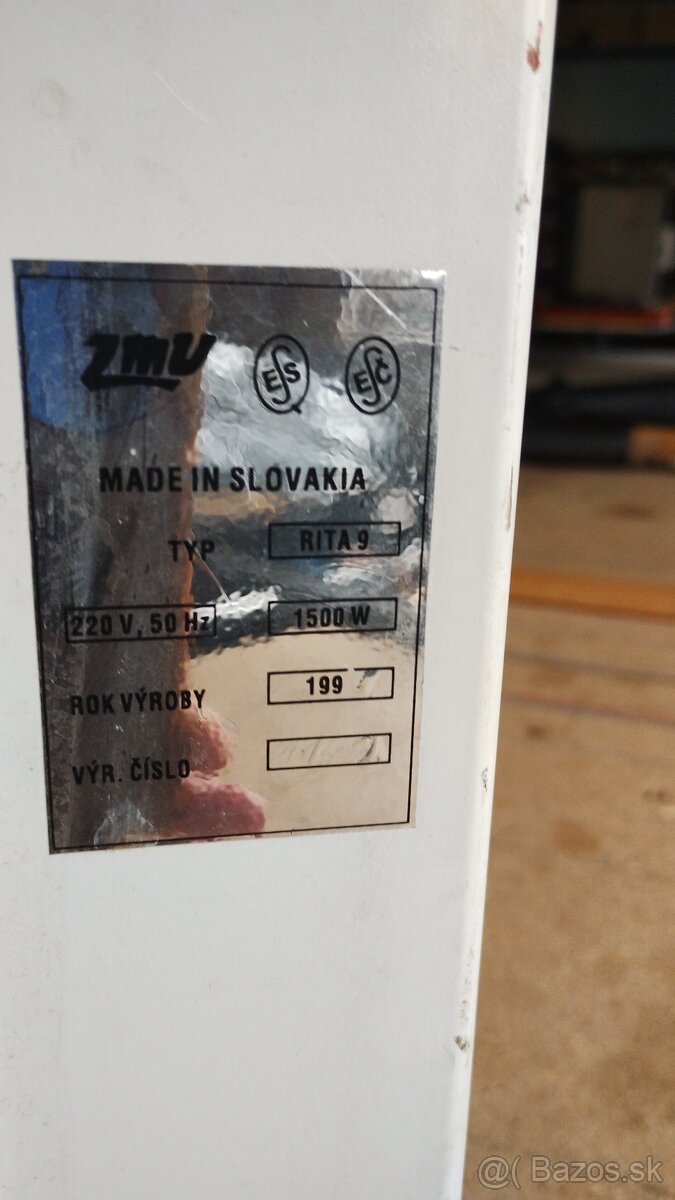 ZMU ESS ESČ
MADE IN SLOVAKIA
TYP RITA 9
220 V, 50 Hz 1500 W
ROK VÝROBY 199
VÝR. ČÍSLO
@( Bazos.sk